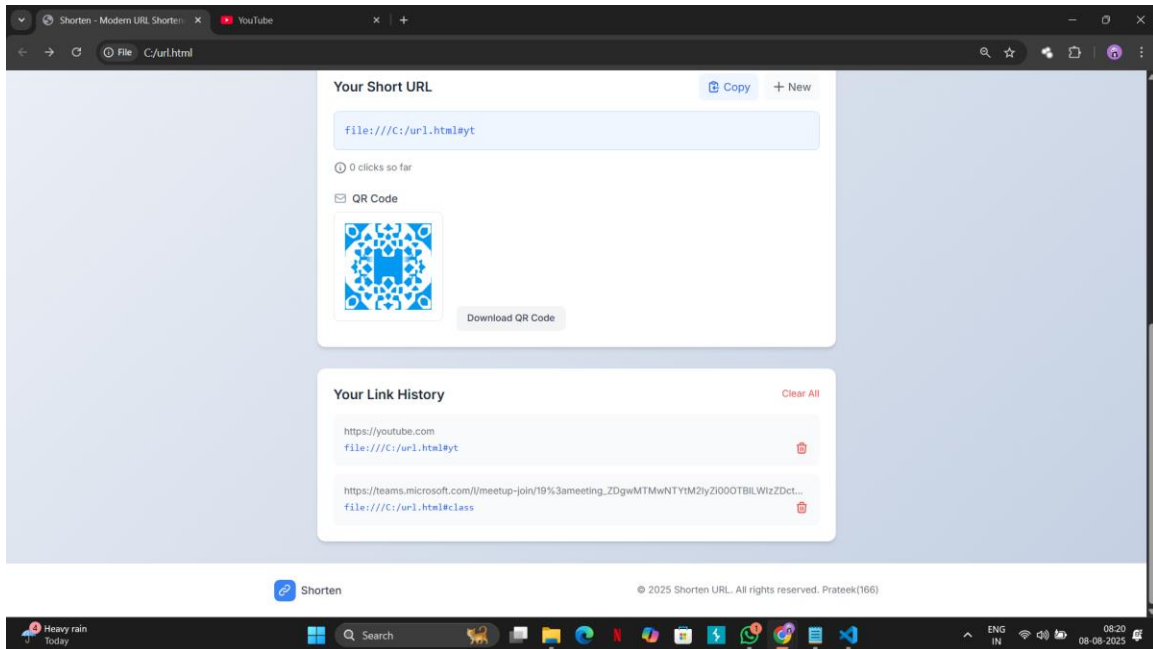 Shorten - Modern URL Shorten
YouTube
File C:/url.html
Your Short URL
Copy
New
file:///C:/url.html#yt
0 clicks so far
QR Code
Download QR Code
Your Link History
Clear All
https://youtube.com
file:///C:/url.html#yt
https://teams.microsoft.com/l/meetup-join/19%3ameeting_ZDgwMTMwNTYtM2IyZi00OTBlLWIzZDct...
file:///C:/url.html#class
Shorten
© 2025 Shorten URL. All rights reserved. Prateek(166)
4
Heavy rain
Today
Search
ENG
IN
08:20
08-08-2025